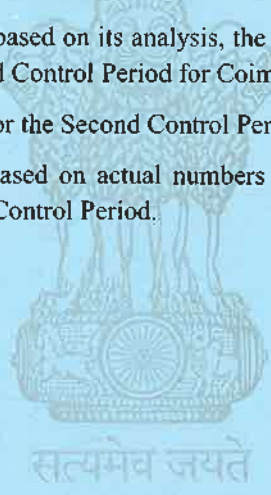 based on its analysis, the
Control Period for Coim
or the Second Control Per
ased on actual numbers
Control Period.
सत्यमेव जयते